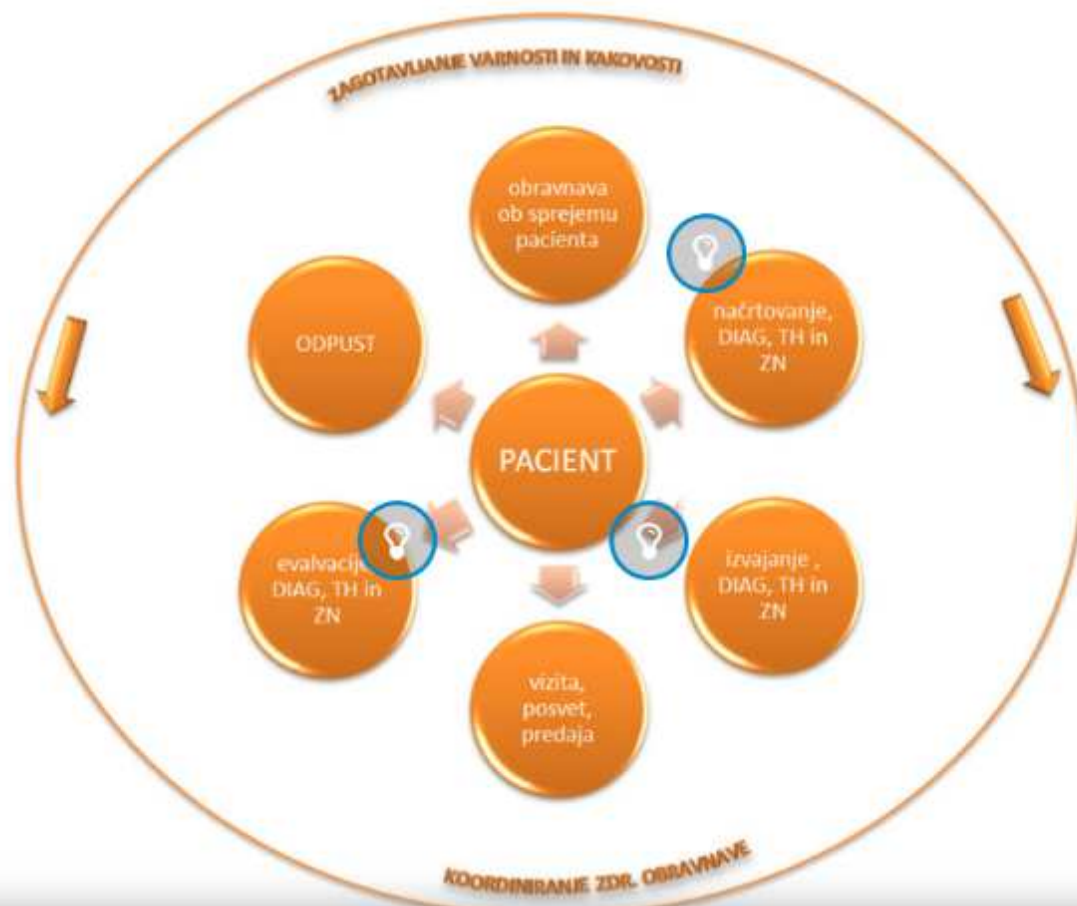 ZAGOTAVLJANJE VARNOSTI IN KAKOVOSTI
obravnava
ob sprejemu
pacienta
načrtovanje,
DIAG, TH in
ZN
ODPUST
PACIENT
izvajanje ,
DIAG, TH in
ZN
evalvacije
DIAG, TH in
ZN
vizita,
posvet,
predaja
KOORDINIRANJE ZDR. OBRAVNAVE